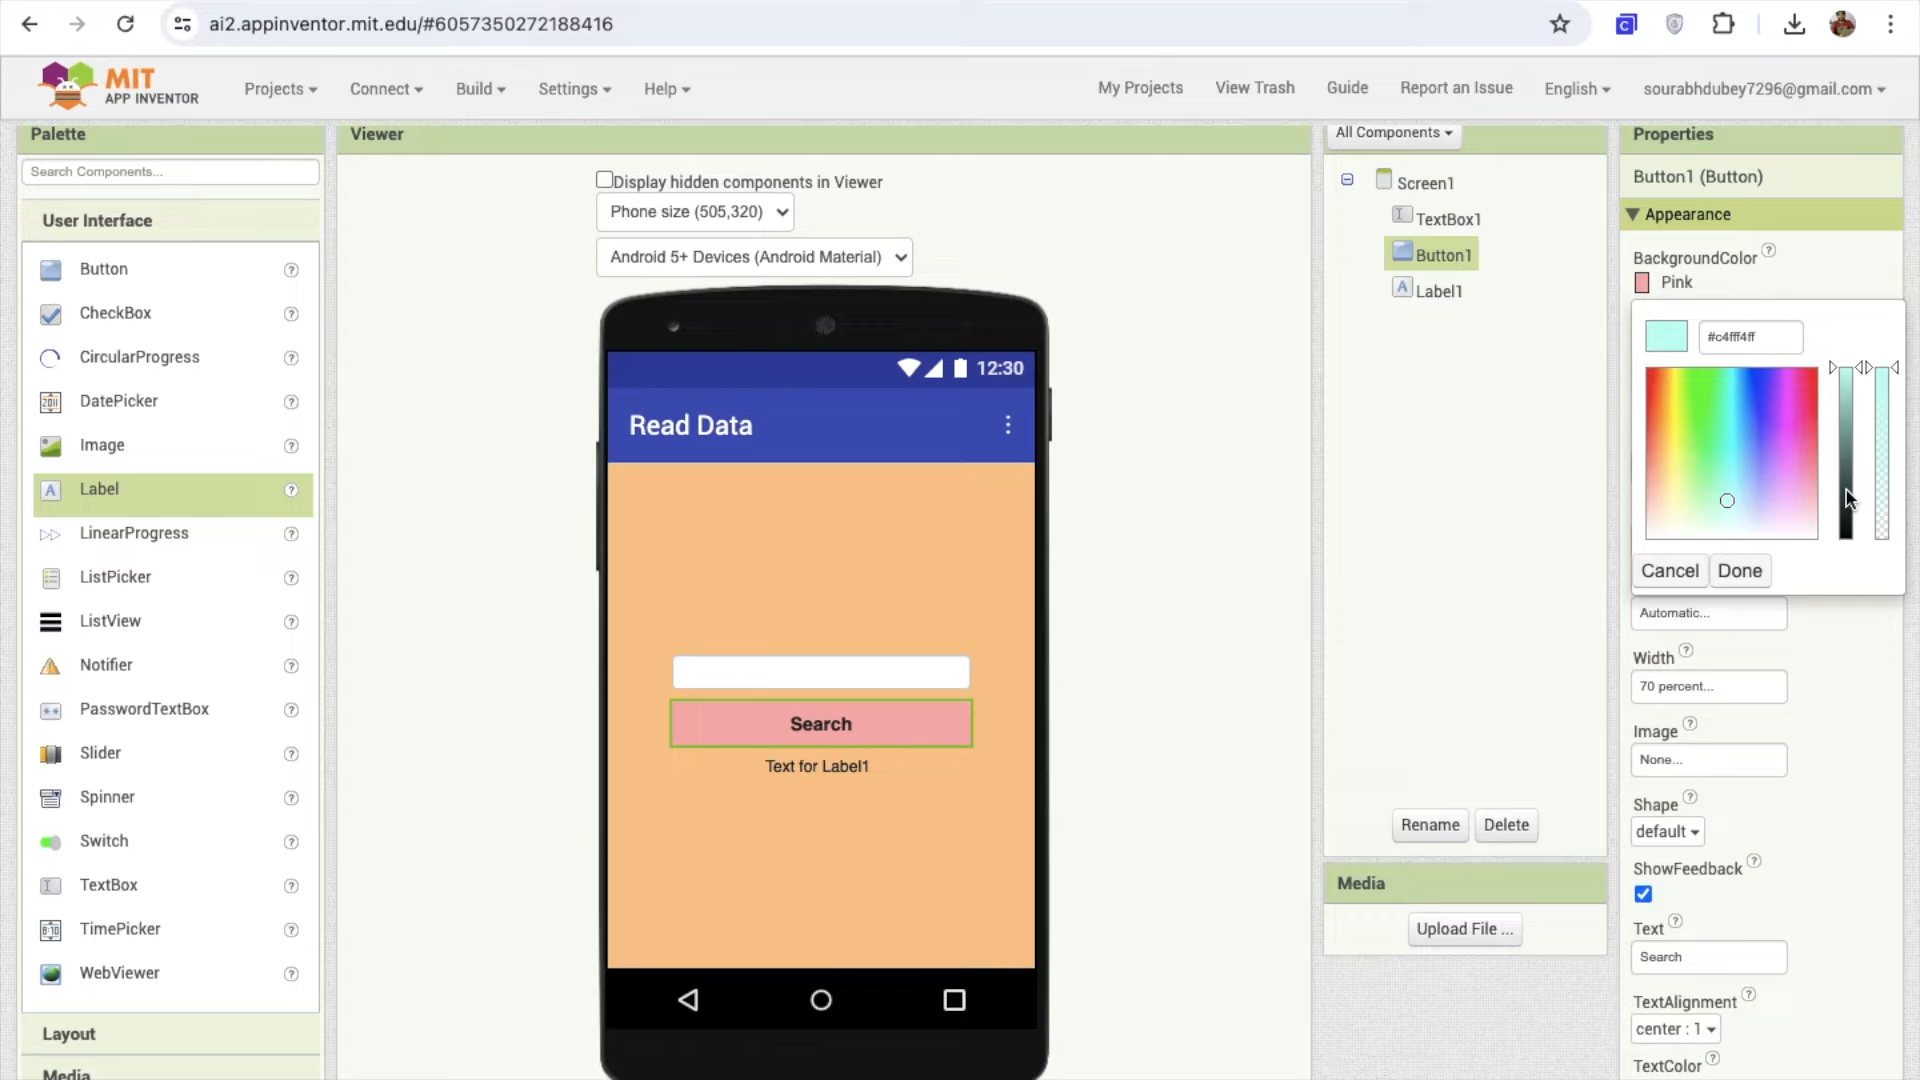 ai2.appinventor.mit.edu/#6057350272188416
MIT
APP INVENTOR
Projects
Connect
Build
Settings
Help
My Projects
View Trash
Guide
Report an Issue
English
sourabhdubey7296@gmail.com
Palette
Search Components...
User Interface
Button
CheckBox
CircularProgress
DatePicker
Image
Label
LinearProgress
ListPicker
ListView
Notifier
PasswordTextBox
Slider
Spinner
Switch
TextBox
TimePicker
WebViewer
Layout
Media
Viewer
Display hidden components in Viewer
Phone size (505,320)
Android 5+ Devices (Android Material)
12:30
Read Data
Search
Text for Label1
All Components
Screen1
TextBox1
Button1
Label1
Rename
Delete
Media
Upload File ...
Properties
Button1 (Button)
Appearance
BackgroundColor
Pink
#c4fff4ff
Cancel
Done
Automatic...
Width
70 percent...
Image
None...
Shape
default
ShowFeedback
Text
Search
TextAlignment
center : 1
TextColor